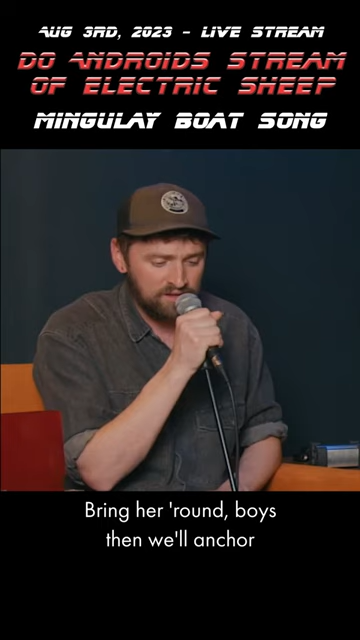 AUG 3RD, 2023 - LIVE STREAM
DO ANDROIDS STREAM
OF ELECTRIC SHEEP
MINGULAY BOAT SONG
Bring her 'round, boys
then we'll anchor